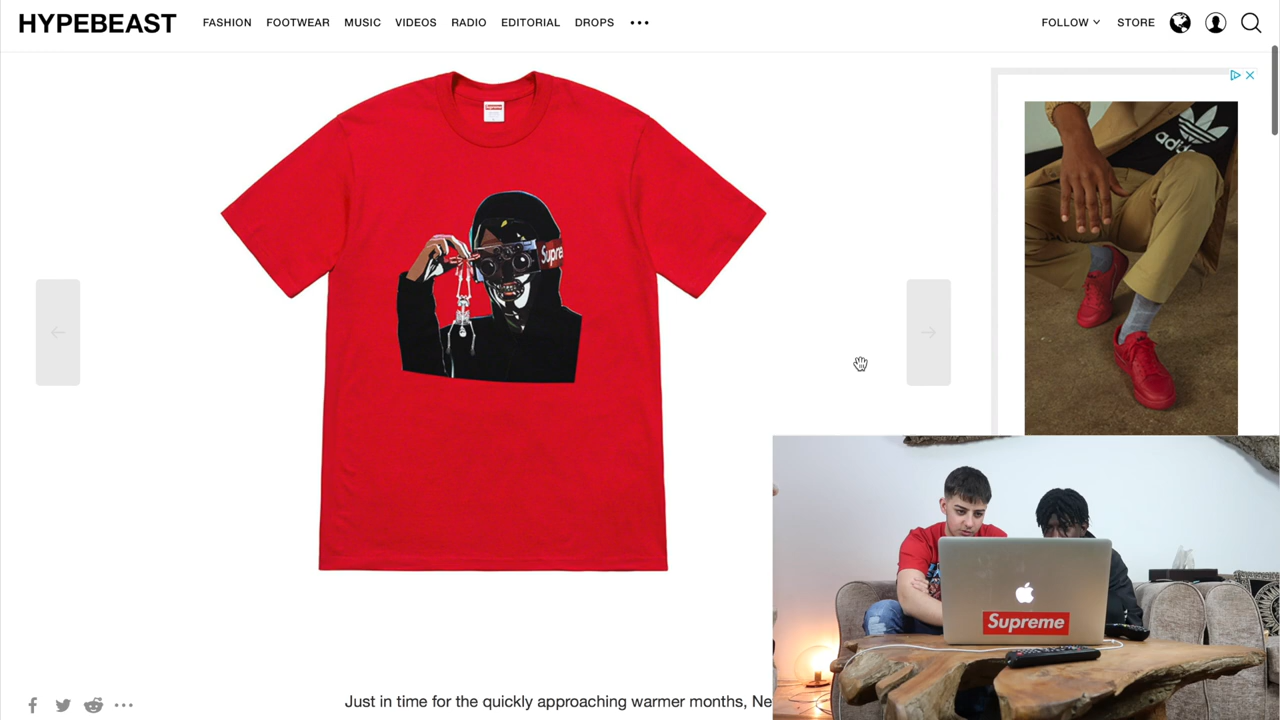 HYPEBEAST
FASHION FOOTWEAR MUSIC VIDEOS RADIO EDITORIAL DROPS
FOLLOW STORE
Supre
adidas
Supreme
Just in time for the quickly approaching warmer months, Ne